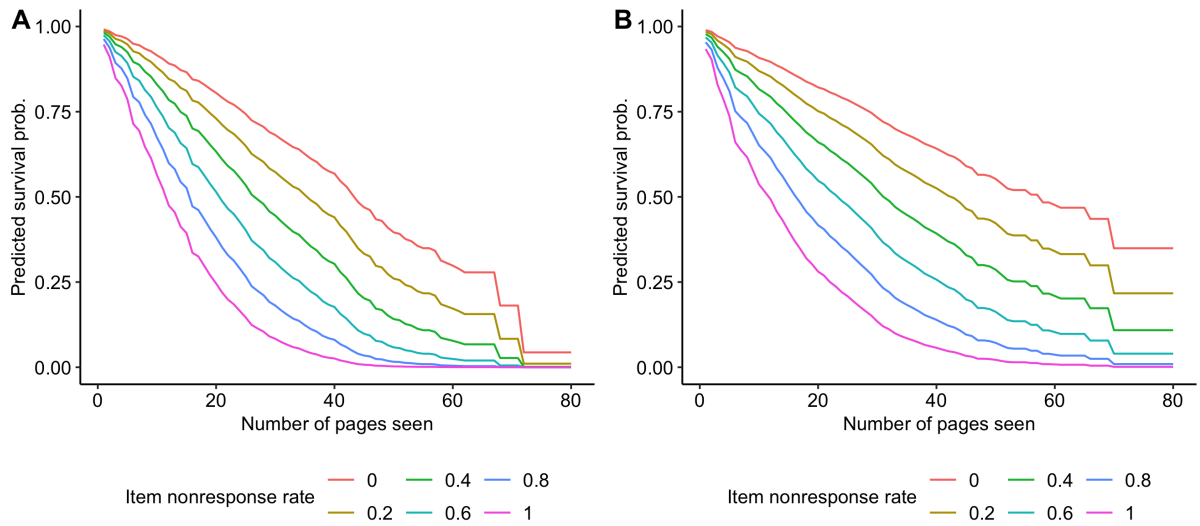 A
Predicted survival prob.
1.00
0.75
0.50
0.25
0.00
0 20 40 60 80
Number of pages seen
Item nonresponse rate
0 0.4 0.8
0.2 0.6 1
B
Predicted survival prob.
1.00
0.75
0.50
0.25
0.00
0 20 40 60 80
Number of pages seen
Item nonresponse rate
0 0.4 0.8
0.2 0.6 1